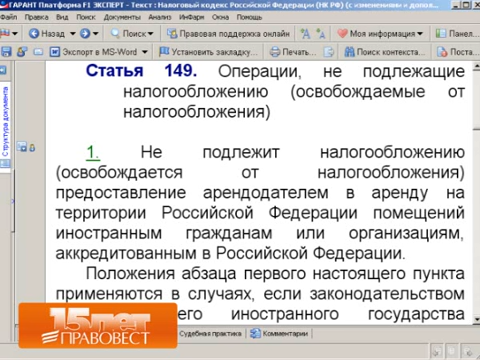 ГАРАНТ Платформа F1 ЭКСПЕРТ - Текст : Налоговый кодекс Российской Федерации (НК РФ) (с изменениями и допол..
Правка Вид Поиск Документы Анализ ИнФарм Окна Помощь
Назад Поиск Правовая поддержка онлайн Моя информация
Экспорт в MS-Word Установить закладку... Печать... Поиск контекста... Поста..
Структура документа
Статья 149. Операции, не подлежащие
налогообложению (освобождаемые от
налогообложения)
1. Не подлежит налогообложению
(освобождается от налогообложения)
предоставление арендодателем в аренду на
территории Российской Федерации помещений
иностранным гражданам или организациям,
аккредитованным в Российской Федерации.
Положения абзаца первого настоящего пункта
применяются в случаях, если законодательством
его иностранного государства
15 лет
ПРАВОВЕСТ
Судебная практика Комментарии